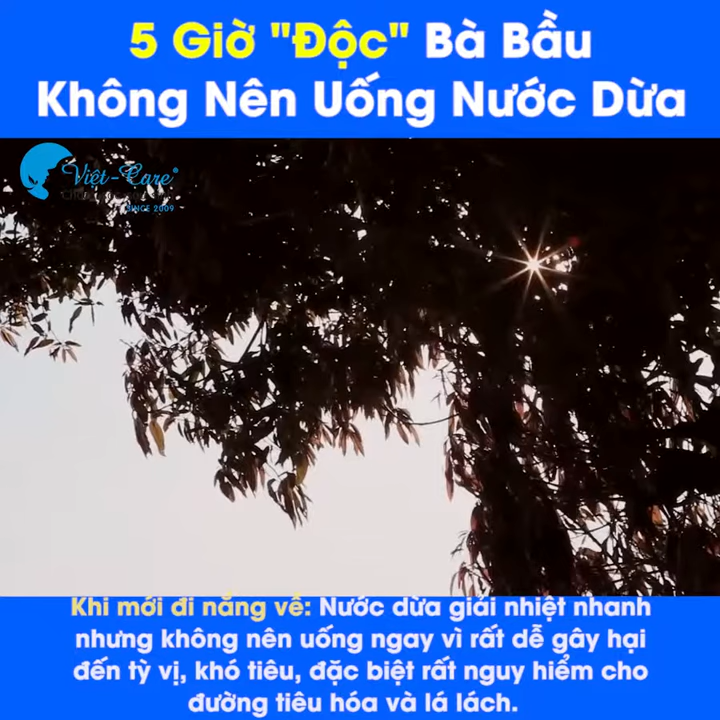 5 Giờ "Độc" Bà Bầu
Không Nên Uống Nước Dừa
Việt-Care®
SINCE 2009
Khi mới đi nắng về: Nước dừa giải nhiệt nhanh
nhưng không nên uống ngay vì rất dễ gây hại
đến tỳ vị, khó tiêu, đặc biệt rất nguy hiểm cho
đường tiêu hóa và lá lách.